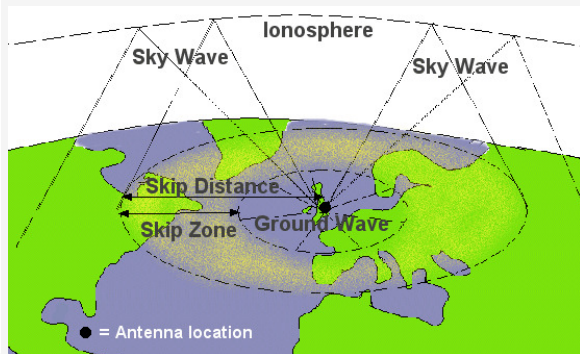 Ionosphere
Sky Wave
Sky Wave
Skip Distance
Skip Zone
Ground Wave
= Antenna location